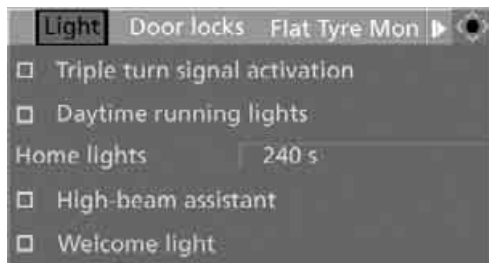 Light Door locks Flat Tyre Mon
Triple turn signal activation
Daytime running lights
Home lights 240 s
High-beam assistant
Welcome light